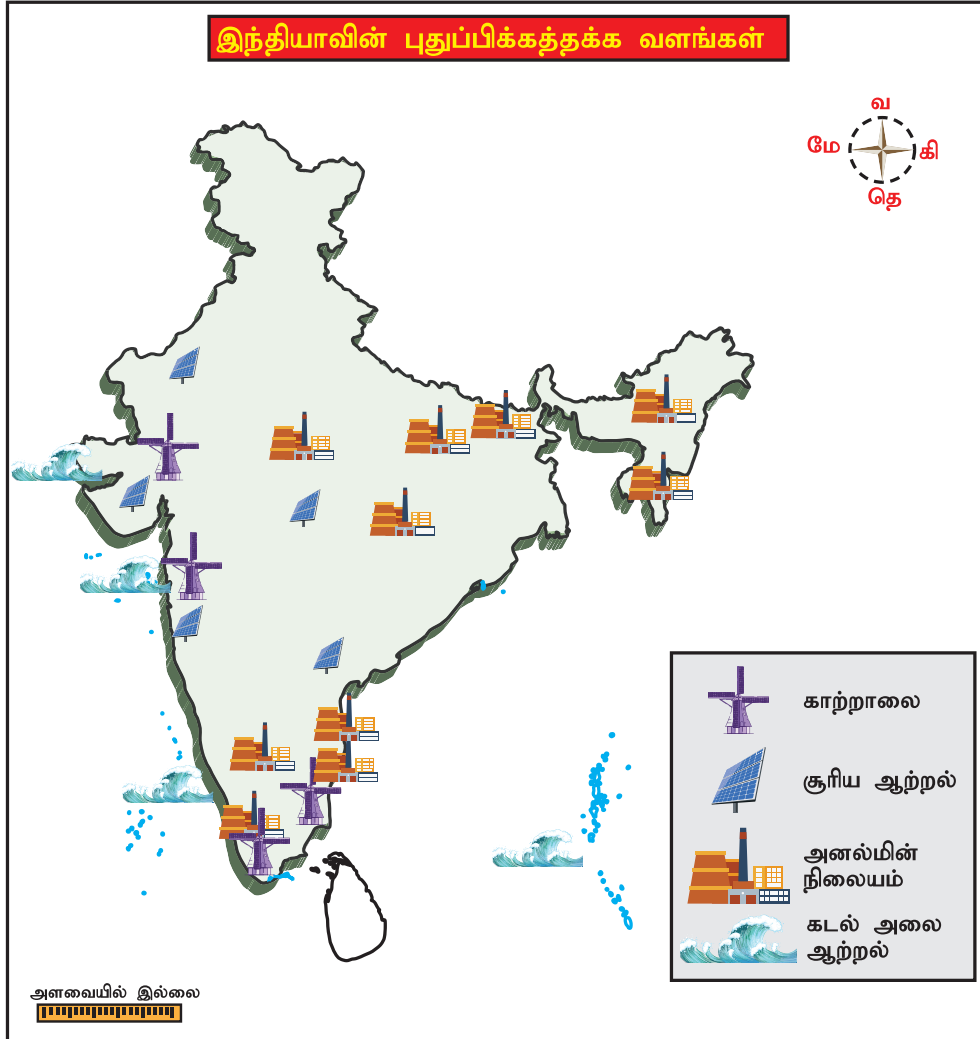 இந்தியாவின் புதுப்பிக்கத்தக்க வளங்கள்
வ
மே
கி
தெ
காற்றாலை
சூரிய ஆற்றல்
அனல்மின்
நிலையம்
கடல் அலை
ஆற்றல்
அளவையில் இல்லை